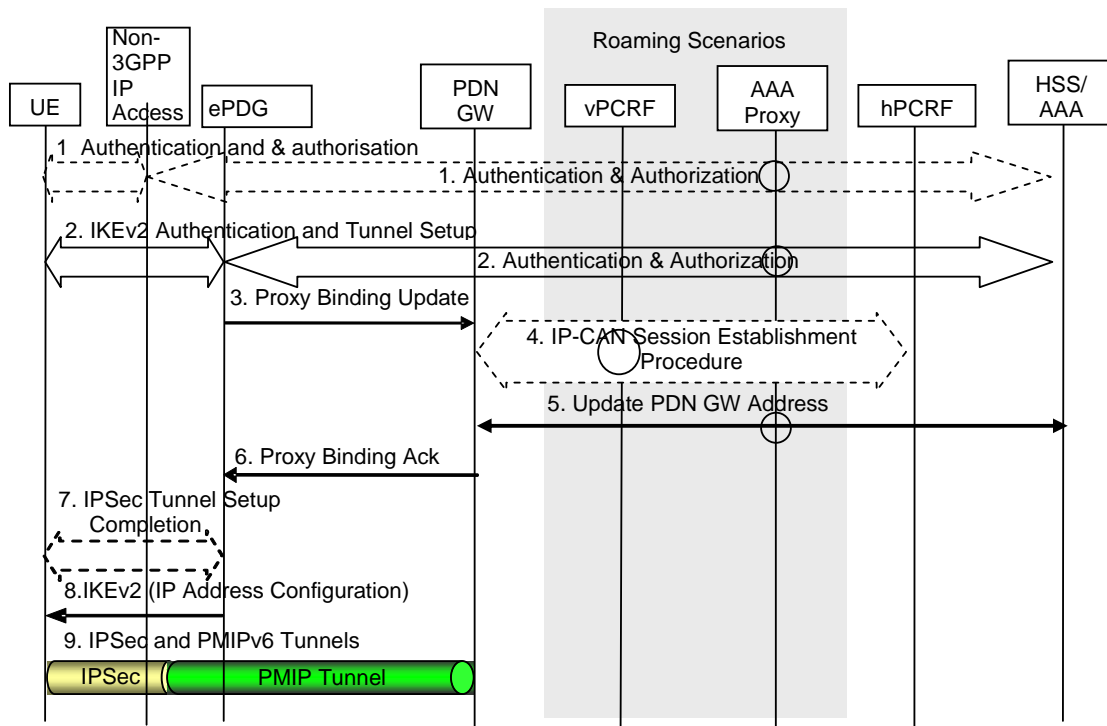 Roaming Scenarios
UE
Non-
3GPP
IP
Access
ePDG
PDN
GW
vPCRF
AAA
Proxy
hPCRF
HSS/
AAA
1 Authentication and & authorisation
1. Authentication & Authorization
2. IKEv2 Authentication and Tunnel Setup
2. Authentication & Authorization
3. Proxy Binding Update
4. IP-CAN Session Establishment
Procedure
5. Update PDN GW Address
6. Proxy Binding Ack
7. IPSec Tunnel Setup
Completion
8.IKEv2 (IP Address Configuration)
9. IPSec and PMIPv6 Tunnels
IPSec
PMIP Tunnel